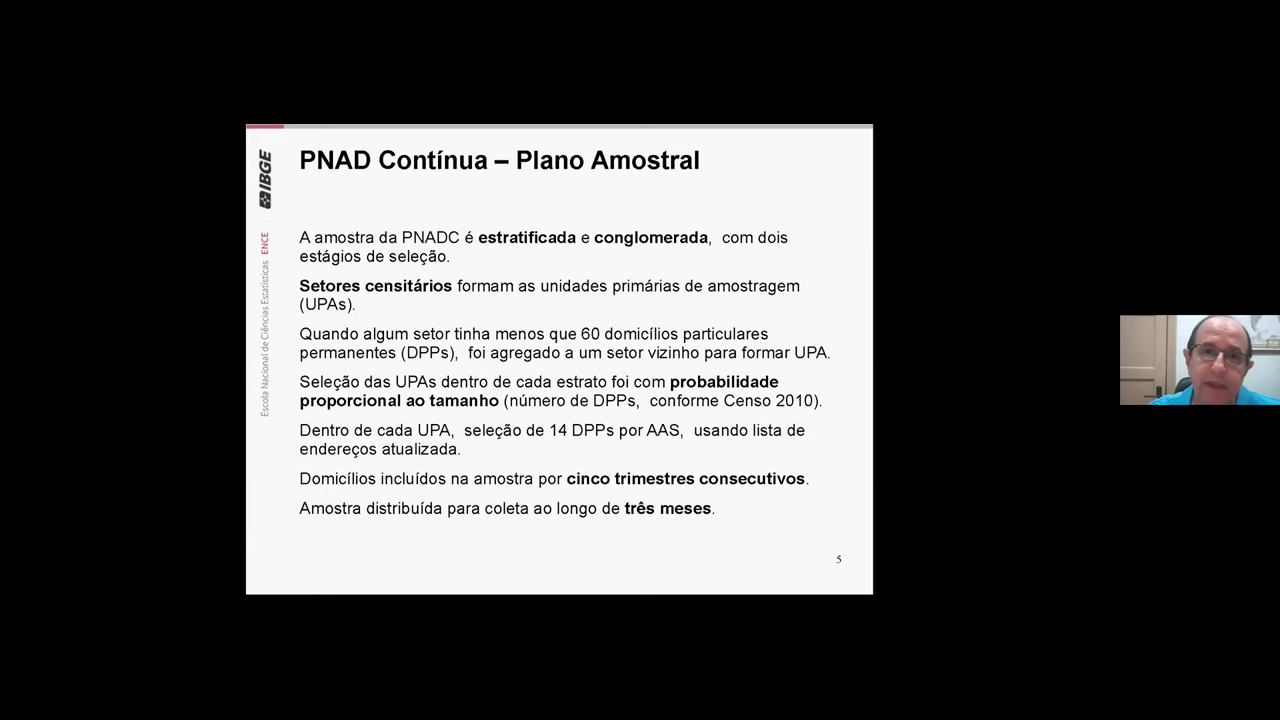 PNAD Contínua – Plano Amostral
IBGE
Escola Nacional de Ciências Estatísticas ENCE
A amostra da PNADC é estratificada e conglomerada, com dois
estágios de seleção.
Setores censitários formam as unidades primárias de amostragem
(UPAs).
Quando algum setor tinha menos que 60 domicílios particulares
permanentes (DPPs), foi agregado a um setor vizinho para formar UPA.
Seleção das UPAs dentro de cada estrato foi com probabilidade
proporcional ao tamanho (número de DPPs, conforme Censo 2010).
Dentro de cada UPA, seleção de 14 DPPs por AAS, usando lista de
endereços atualizada.
Domicílios incluídos na amostra por cinco trimestres consecutivos.
Amostra distribuída para coleta ao longo de três meses.
5